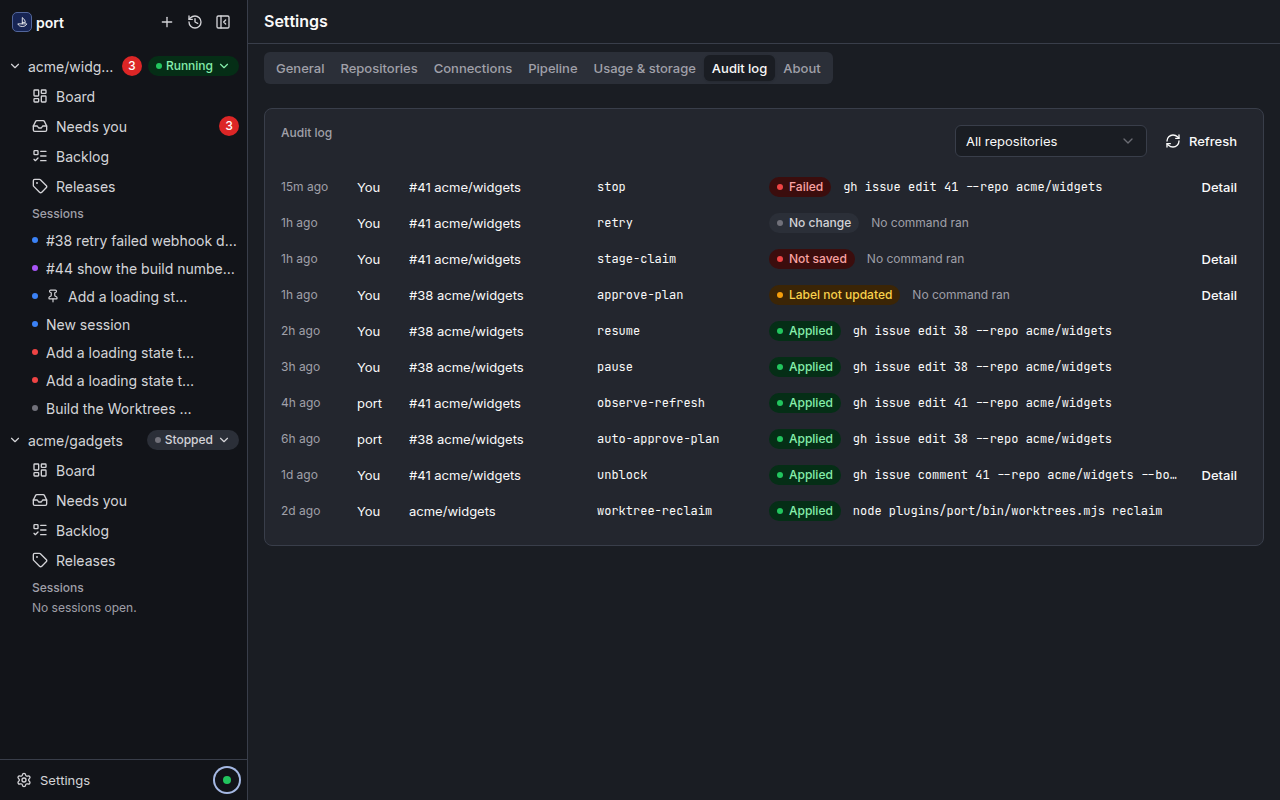 port
acme/widg... 3 Running
Board
Needs you 3
Backlog
Releases
Sessions
#38 retry failed webhook d...
#44 show the build numbe...
Add a loading st...
New session
Add a loading state t...
Add a loading state t...
Build the Worktrees ...
acme/gadgets Stopped
Board
Needs you
Backlog
Releases
Sessions
No sessions open.
Settings
Settings
General Repositories Connections Pipeline Usage & storage Audit log About
Audit log
All repositories Refresh
15m ago You #41 acme/widgets stop Failed gh issue edit 41 --repo acme/widgets Detail
1h ago You #41 acme/widgets retry No change No command ran
1h ago You #41 acme/widgets stage-claim Not saved No command ran Detail
1h ago You #38 acme/widgets approve-plan Label not updated No command ran Detail
2h ago You #38 acme/widgets resume Applied gh issue edit 38 --repo acme/widgets
3h ago You #38 acme/widgets pause Applied gh issue edit 38 --repo acme/widgets
4h ago port #41 acme/widgets observe-refresh Applied gh issue edit 41 --repo acme/widgets
6h ago port #38 acme/widgets auto-approve-plan Applied gh issue edit 38 --repo acme/widgets
1d ago You #41 acme/widgets unblock Applied gh issue comment 41 --repo acme/widgets --bo... Detail
2d ago You acme/widgets worktree-reclaim Applied node plugins/port/bin/worktrees.mjs reclaim